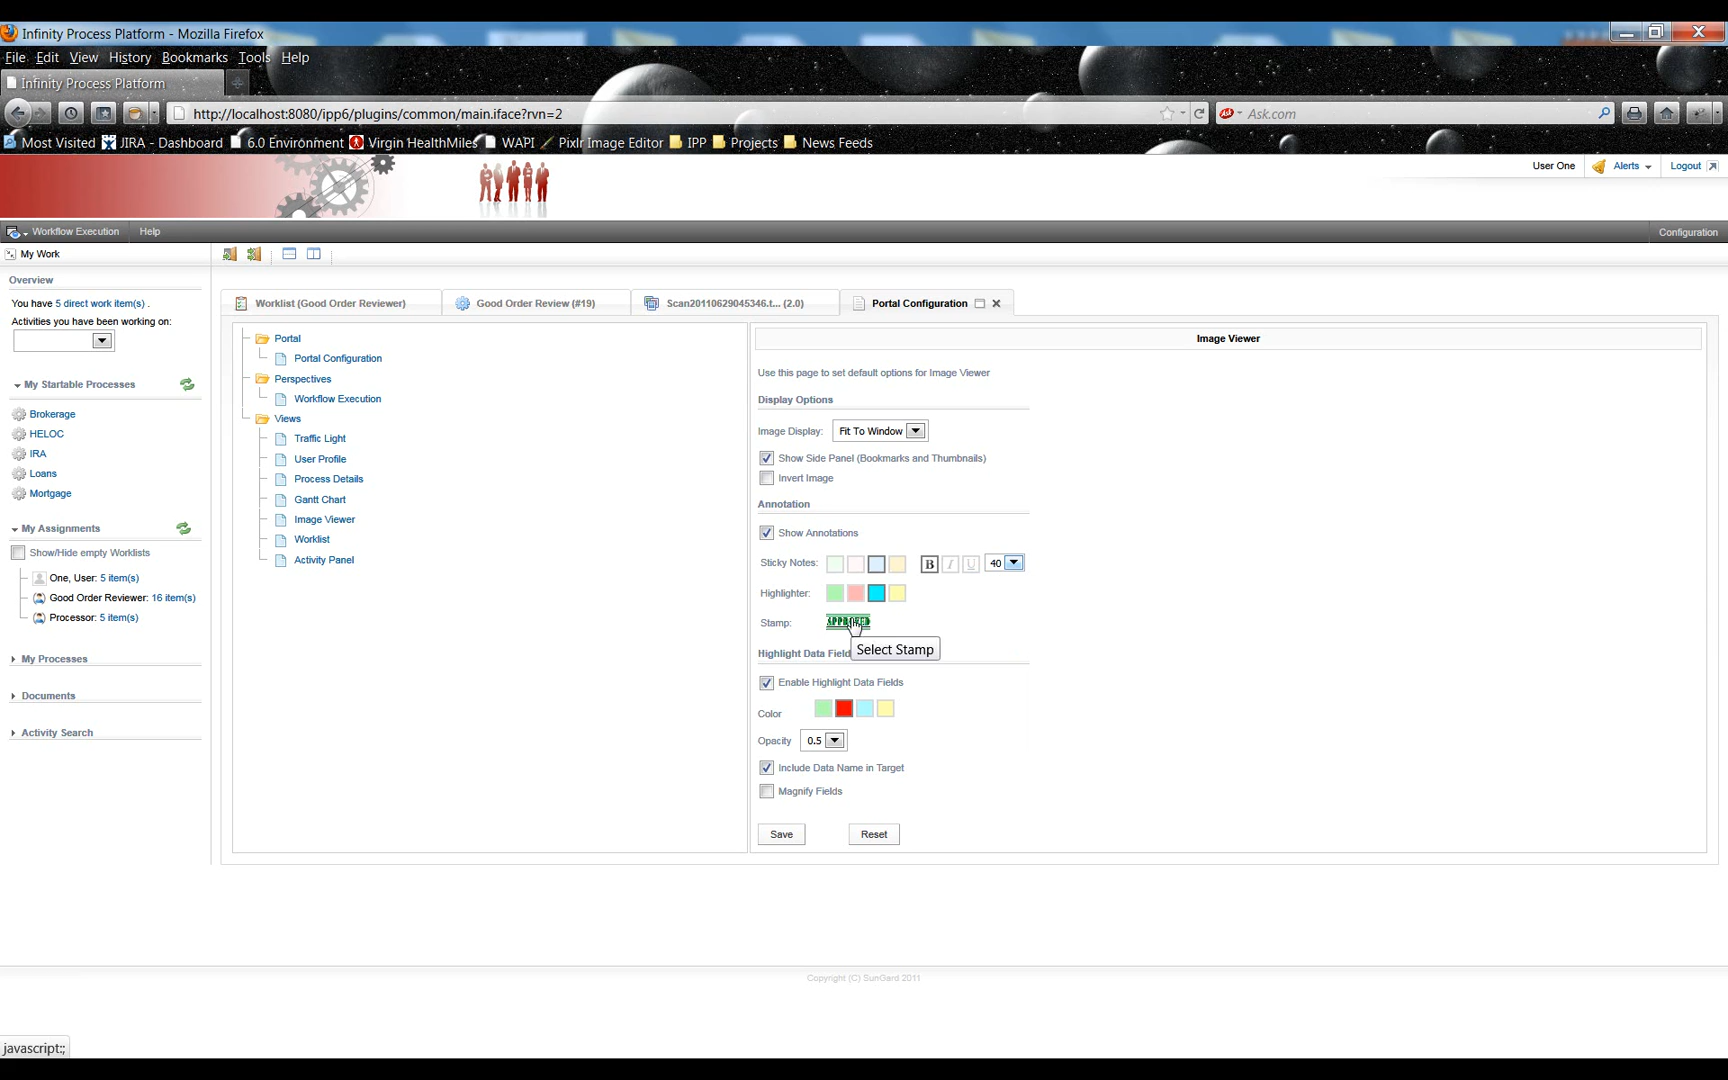 Infinity Process Platform - Mozilla Firefox
File Edit View History Bookmarks Tools Help
Infinity Process Platform
http://localhost:8080/ipp6/plugins/common/main.iface?rvn=2
Ask.com
Most Visited JIRA - Dashboard 6.0 Environment Virgin HealthMiles WAPI Pixlr Image Editor IPP Projects News Feeds
User One Alerts Logout
Workflow Execution Help Configuration
My Work
Overview
You have 5 direct work item(s) .
Activities you have been working on:
My Startable Processes
Brokerage
HELOC
IRA
Loans
Mortgage
My Assignments
Show/Hide empty Worklists
One, User: 5 item(s)
Good Order Reviewer: 16 item(s)
Processor: 5 item(s)
My Processes
Documents
Activity Search
Worklist (Good Order Reviewer) Good Order Review (#19) Scan20110629045346.t... (2.0) Portal Configuration
Portal
Portal Configuration
Perspectives
Workflow Execution
Views
Traffic Light
User Profile
Process Details
Gantt Chart
Image Viewer
Worklist
Activity Panel
Image Viewer
Use this page to set default options for Image Viewer
Display Options
Image Display: Fit To Window
Show Side Panel (Bookmarks and Thumbnails)
Invert Image
Annotation
Show Annotations
Sticky Notes: B I U 40
Highlighter:
Stamp: APPROVED
Select Stamp
Highlight Data Field
Enable Highlight Data Fields
Color
Opacity 0.5
Include Data Name in Target
Magnify Fields
Save Reset
Copyright (C) SunGard 2011
javascript:;